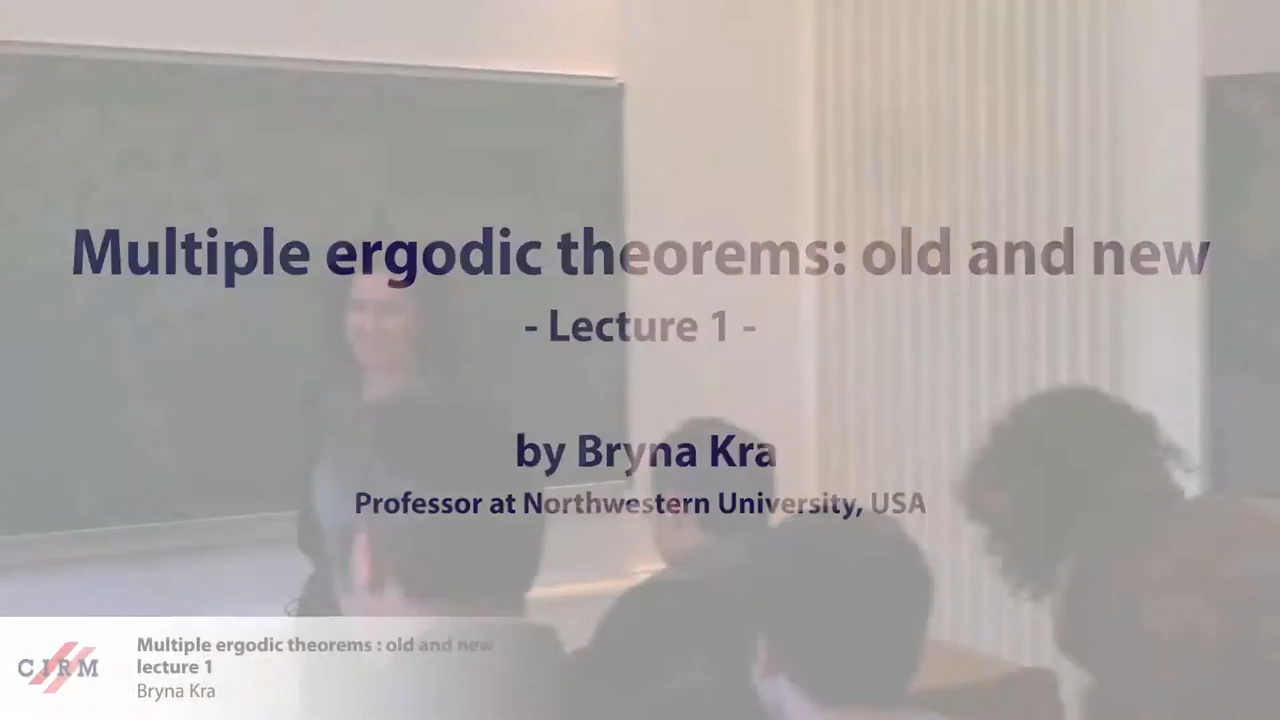 Multiple ergodic theorems: old and new
- Lecture 1 -
by Bryna Kra
Professor at Northwestern University, USA
CIRM
Multiple ergodic theorems : old and new
lecture 1
Bryna Kra